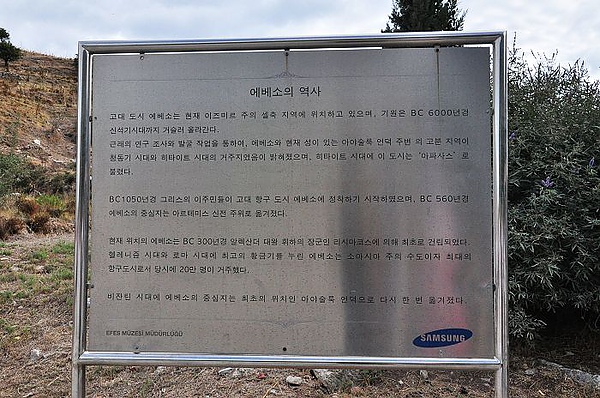 에베소의 역사
고대 도시 에베소는 현재 이즈미르 주의 셀축 지역에 위치하고 있으며, 기원은 BC 6000년경
신석기시대까지 거슬러 올라간다.
근래의 연구 조사와 발굴 작업을 통하여, 에베소와 현재 성이 있는 아야술룩 언덕 주변 의 고분 지역이
청동기 시대와 히타이트 시대의 거주지였음이 밝혀졌으며, 히타이트 시대에 이 도시는 ‘아파사스’로
불렸다.
BC1050년경 그리스의 이주민들이 고대 항구 도시 에베소에 정착하기 시작하였으며, BC 560년경
에베소의 중심지는 아르테미스 신전 주위로 옮겨졌다.
현재 위치의 에베소는 BC 300년경 알렉산더 대왕 휘하의 장군인 리시마코스에 의해 최초로 건립되었다.
헬레니즘 시대와 로마 시대에 최고의 황금기를 누린 에베소는 소아시아 주의 수도이자 최대의
항구도시로서 당시에 20만 명이 거주했다.
비잔틴 시대에 에베소의 중심지는 최초의 위치인 아야술룩 언덕으로 다시 한 번 옮겨졌다.
EFES MÜZESİ MÜDÜRLÜĞÜ
SAMSUNG